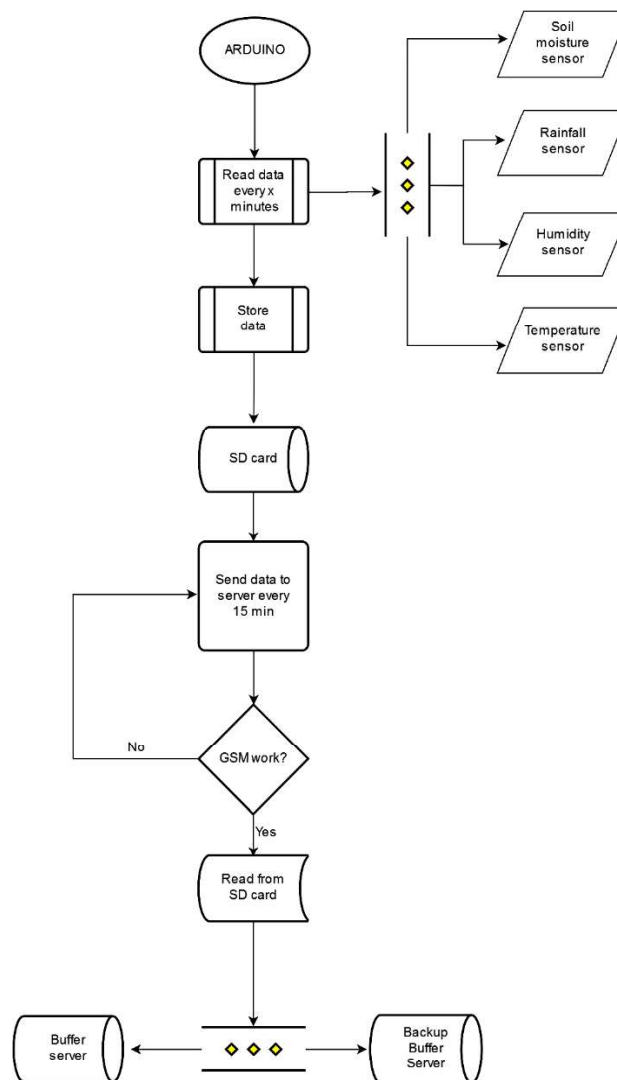 ARDUINO
Soil
moisture
sensor
Rainfall
sensor
Read data
every x
minutes
Humidity
sensor
Store
data
Temperature
sensor
SD card
Send data to
server every
15 min
No
GSM work?
Yes
Read from
SD card
Buffer
server
Backup
Buffer
Server